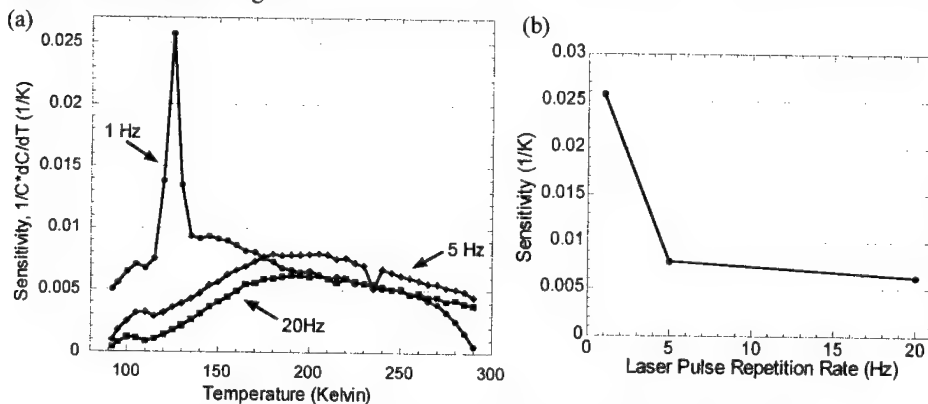 (a)
0.025
0.02
0.015
0.01
0.005
0
Sensitivity, 1/C*dC/dT (1/K)
1 Hz
5 Hz
20Hz
100 150 200 250 300
Temperature (Kelvin)
(b)
0.03
0.025
0.02
0.015
0.01
0.005
0
Sensitivity (1/K)
0 5 10 15 20
Laser Pulse Repetition Rate (Hz)